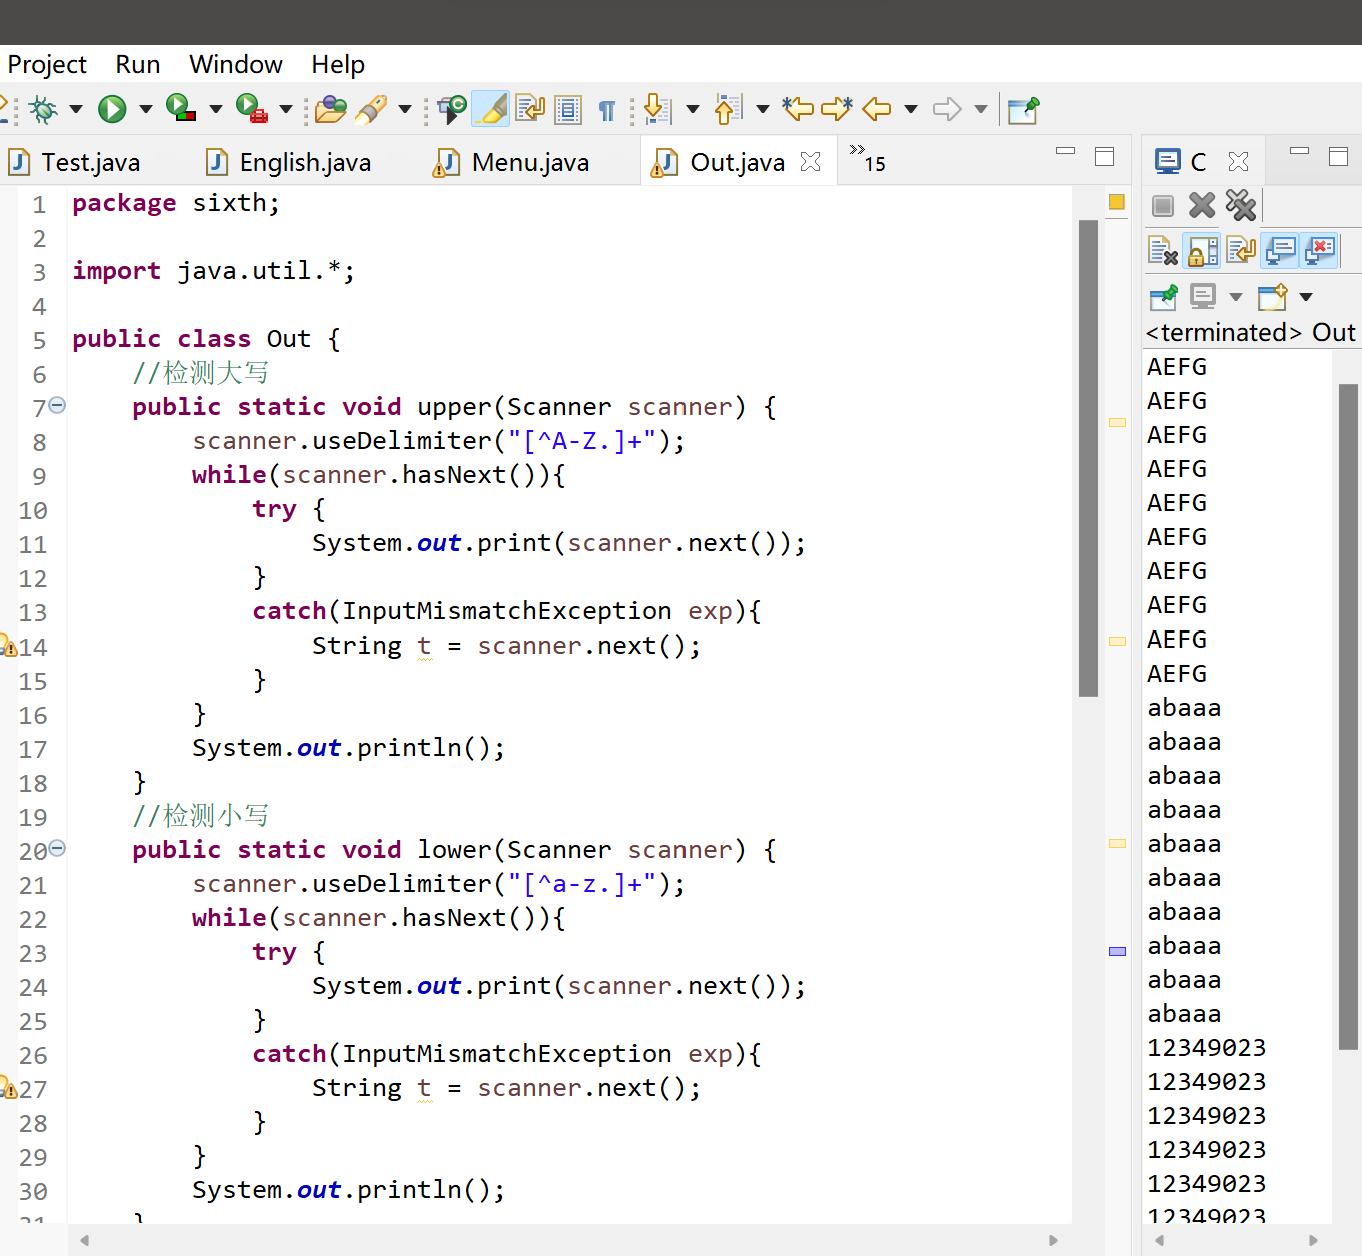 Project Run Window Help
Test.java English.java Menu.java Out.java 15 C
1 package sixth;
2
3 import java.util.*;
4
5 public class Out {
6 //检测大写
7 public static void upper(Scanner scanner) {
8 scanner.useDelimiter("[^A-Z.]+");
9 while(scanner.hasNext()){
10 try {
11 System.out.print(scanner.next());
12 }
13 catch(InputMismatchException exp){
14 String t = scanner.next();
15 }
16 }
17 System.out.println();
18 }
19 //检测小写
20 public static void lower(Scanner scanner) {
21 scanner.useDelimiter("[^a-z.]+");
22 while(scanner.hasNext()){
23 try {
24 System.out.print(scanner.next());
25 }
26 catch(InputMismatchException exp){
27 String t = scanner.next();
28 }
29 }
30 System.out.println();
31 }
<terminated> Out
AEFG
AEFG
AEFG
AEFG
AEFG
AEFG
AEFG
AEFG
AEFG
AEFG
abaaa
abaaa
abaaa
abaaa
abaaa
abaaa
abaaa
abaaa
abaaa
abaaa
12349023
12349023
12349023
12349023
12349023
12349023